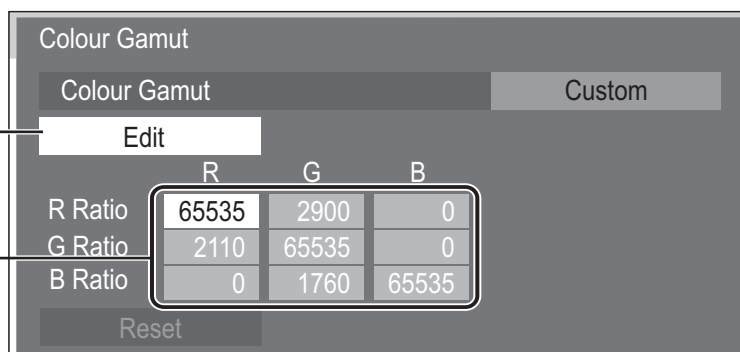 Colour Gamut
Colour Gamut Custom
Edit
R G B
R Ratio 65535 2900 0
G Ratio 2110 65535 0
B Ratio 0 1760 65535
Reset